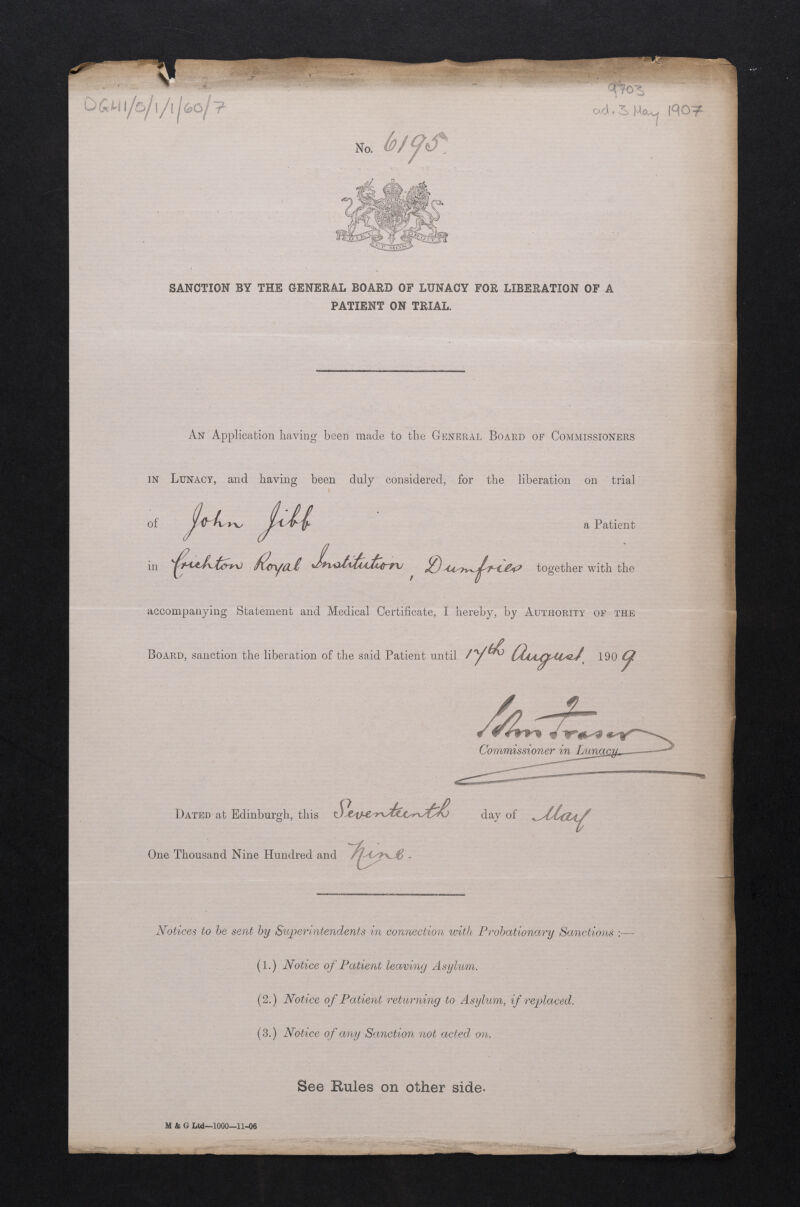 DGH1/5/1/1/60/7
9703
ad. 3 May 1907
No. 6195.
SANCTION BY THE GENERAL BOARD OF LUNACY FOR LIBERATION OF A
PATIENT ON TRIAL.
AN Application having been made to the GENERAL BOARD OF COMMISSIONERS
IN LUNACY, and having been duly considered, for the liberation on trial
of John Jibb a Patient
in Crichton Royal Institution, Dumfries together with the
accompanying Statement and Medical Certificate, I hereby, by AUTHORITY OF THE
BOARD, sanction the liberation of the said Patient until 17th August, 1909
John Fraser
Commissioner in Lunacy.
DATED at Edinburgh, this Seventeenth day of May
One Thousand Nine Hundred and Nine.
Notices to be sent by Superintendents in connection with Probationary Sanctions :—
(1.) Notice of Patient leaving Asylum.
(2.) Notice of Patient returning to Asylum, if replaced.
(3.) Notice of any Sanction not acted on.
See Rules on other side.
M & G Ltd—1000—11-06